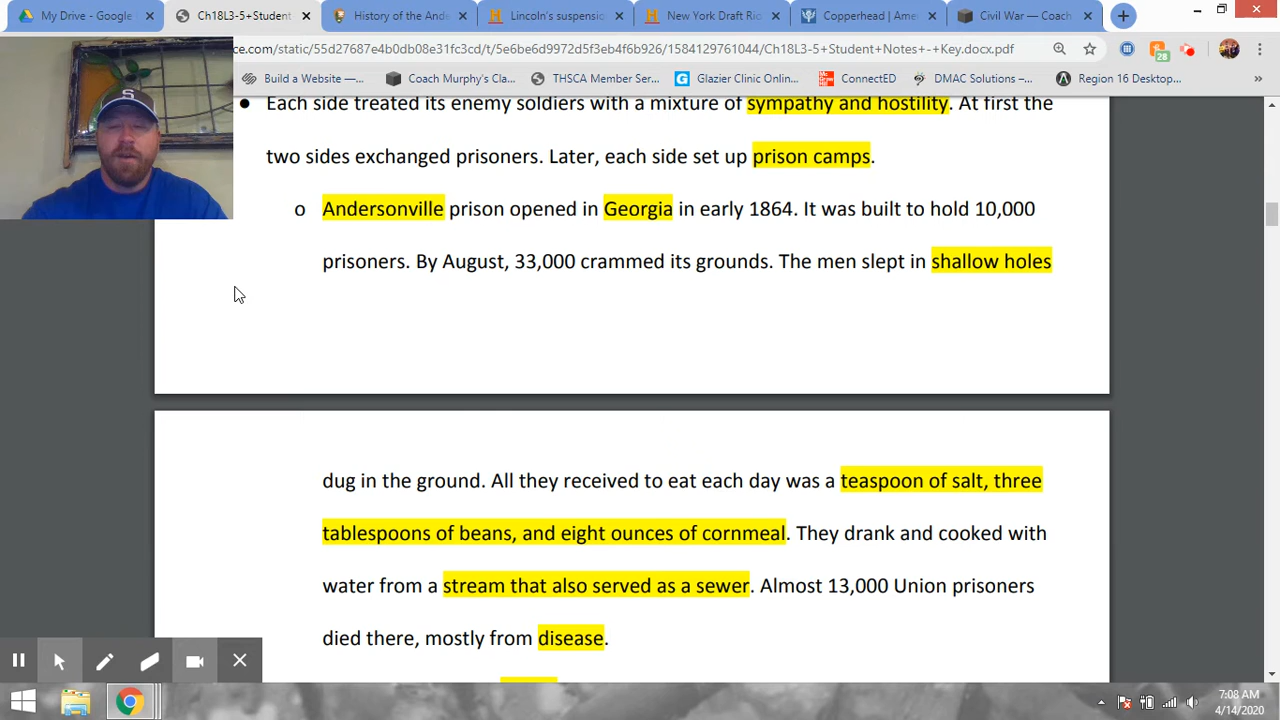 My Drive - Google
Ch18L3-5+Student
History of the Ande
Lincoln's suspensio
New York Draft Rio
Copperhead | Ame
Civil War — Coach
ce.com/static/55d27687e4b0db08e31fc3cd/t/5e6be6d9972d5f3eb4f6b926/1584129761044/Ch18L3-5+Student+Notes+-+Key.docx.pdf
28
Build a Website —...
Coach Murphy's Cla...
THSCA Member Ser...
Glazier Clinic Onlin...
ConnectED
DMAC Solutions –...
Region 16 Desktop...
»
S
• Each side treated its enemy soldiers with a mixture of sympathy and hostility. At first the
two sides exchanged prisoners. Later, each side set up prison camps.
o Andersonville prison opened in Georgia in early 1864. It was built to hold 10,000
prisoners. By August, 33,000 crammed its grounds. The men slept in shallow holes
dug in the ground. All they received to eat each day was a teaspoon of salt, three
tablespoons of beans, and eight ounces of cornmeal. They drank and cooked with
water from a stream that also served as a sewer. Almost 13,000 Union prisoners
died there, mostly from disease.
7:08 AM
4/14/2020